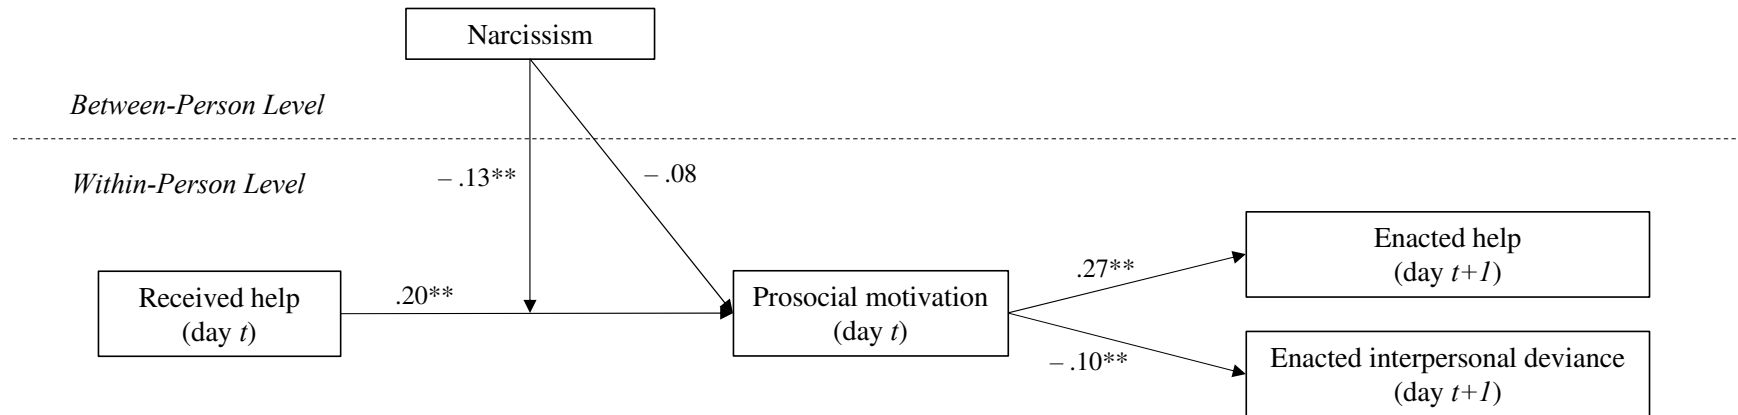 Narcissism
Between-Person Level
Within-Person Level
– .13**
– .08
Received help
(day t)
.20**
Prosocial motivation
(day t)
.27**
– .10**
Enacted help
(day t+1)
Enacted interpersonal deviance
(day t+1)